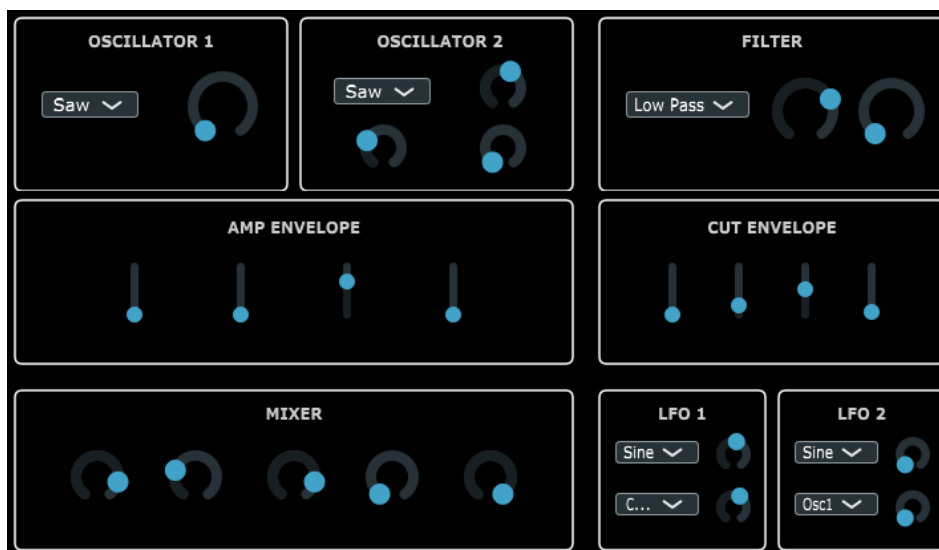 OSCILLATOR 1
Saw
OSCILLATOR 2
Saw
FILTER
Low Pass
AMP ENVELOPE
CUT ENVELOPE
MIXER
LFO 1
Sine
C...
LFO 2
Sine
Osc1